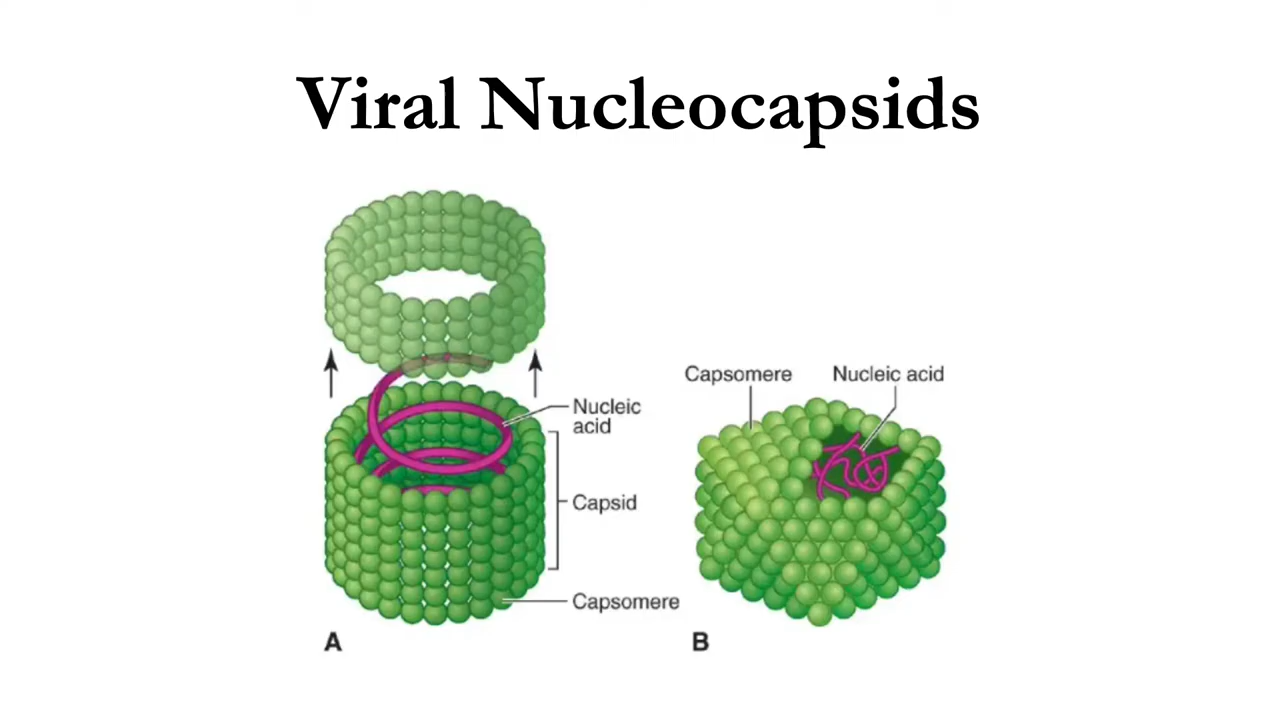 Viral Nucleocapsids
Nucleic
acid
Capsid
Capsomere
A
Capsomere
Nucleic acid
B